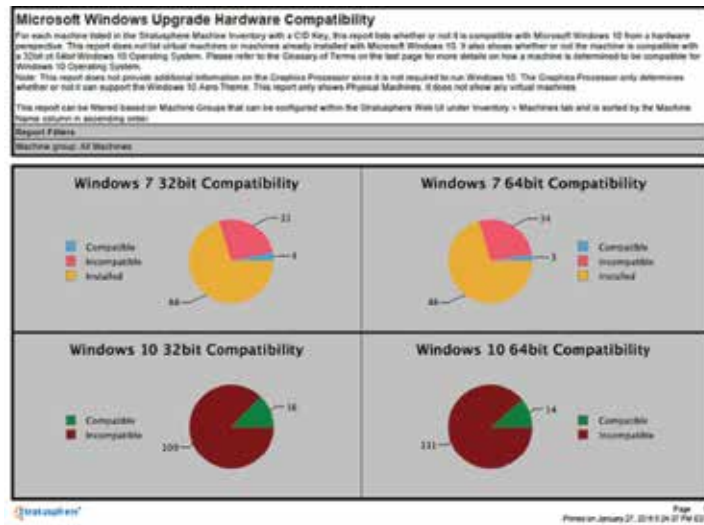 Microsoft Windows Upgrade Hardware Compatibility
For each machine listed in the Stratusphere Machine Inventory with a CID Key, this report lists whether or not it is compatible with Microsoft Windows 10 from a hardware
perspective. This report does not list virtual machines or machines already installed with Microsoft Windows 10. It also shows whether or not the machine is compatible with
a 32bit or 64bit Windows 10 Operating System. Please refer to the Glossary of Terms on the last page for more details on how a machine is determined to be compatible for
Windows 10 Operating System.
Note: This report does not provide additional information on the Graphics Processor since it is not required to run Windows 10. The Graphics Processor only determines
whether or not it can support the Windows 10 Aero Theme. This report only shows Physical Machines. It does not show any virtual machines.
This report can be filtered based on Machine Groups that can be configured within the Stratusphere Web UI under Inventory > Machines tab and is sorted by the Machine
Name column in ascending order.
Report Filters
Machine group: All Machines
Windows 7 32bit Compatibility
Compatible
Incompatible
Installed
Windows 7 64bit Compatibility
34
3
Compatible
Incompatible
Installed
Windows 10 32bit Compatibility
16
Compatible
Incompatible
109
Windows 10 64bit Compatibility
14
111
Compatible
Incompatible
Stratusphere
Page
Printed on January 27, 2016